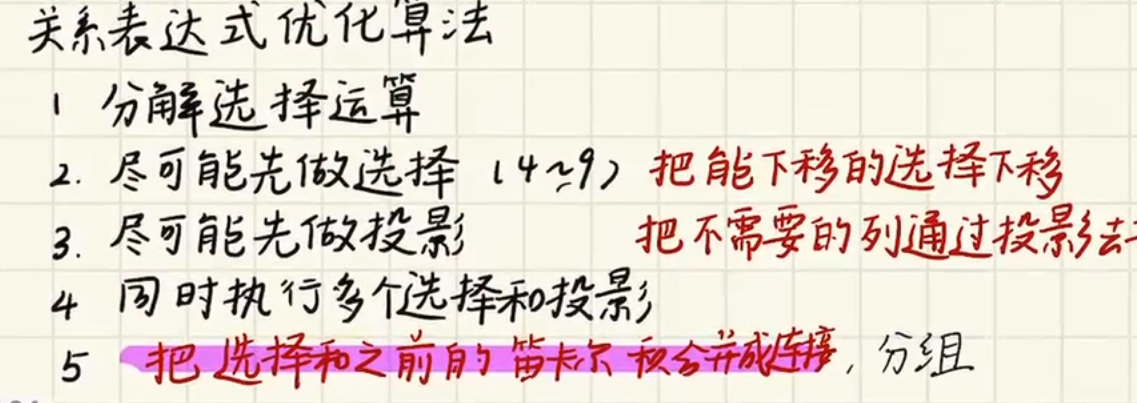 关系表达式优化算法
1 分解选择运算
2. 尽可能先做选择 (4~9) 把能下移的选择下移
3. 尽可能先做投影 把不需要的列通过投影去
4 同时执行多个选择和投影
5 把选择和之前的笛卡尔积合并成连接, 分组